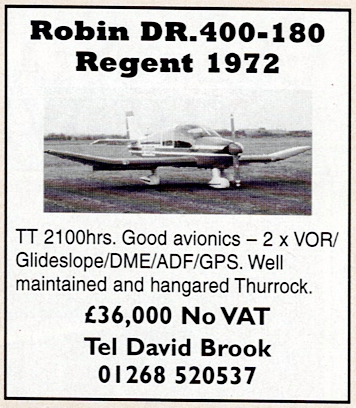 Robin DR.400-180
Regent 1972
TT 2100hrs. Good avionics – 2 x VOR/
Glideslope/DME/ADF/GPS. Well
maintained and hangared Thurrock.
£36,000 No VAT
Tel David Brook
01268 520537